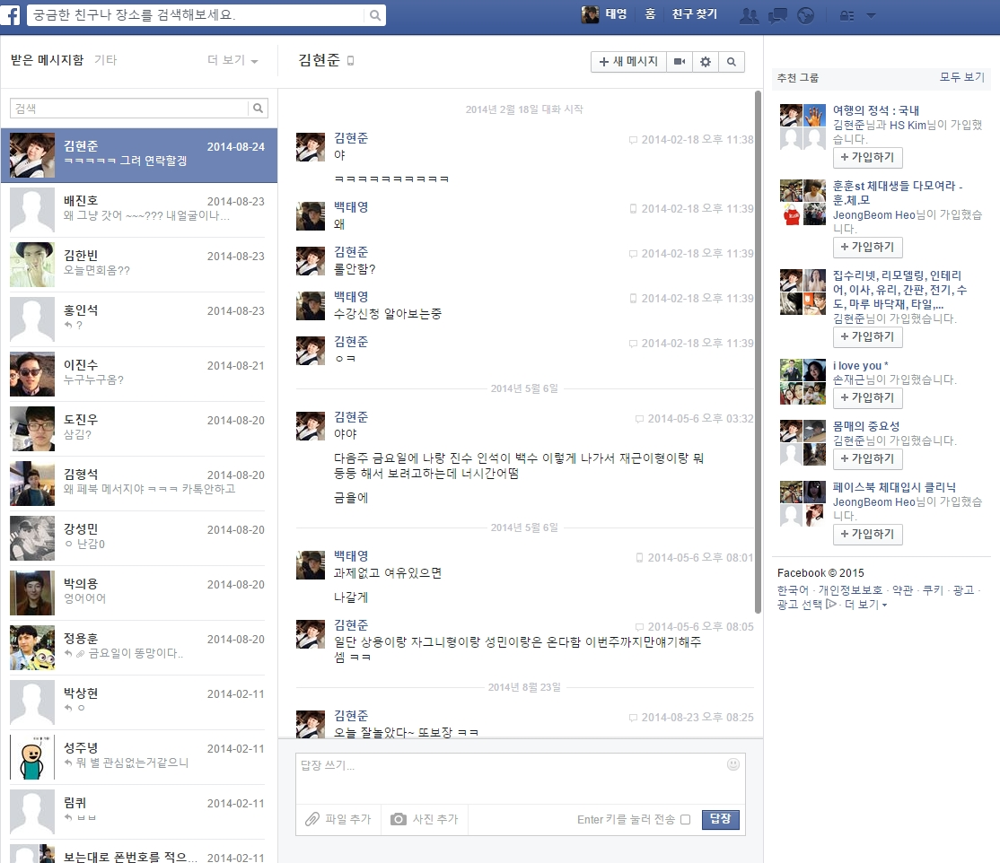 f
궁금한 친구나 장소를 검색해보세요.
태영 홈 친구 찾기
받은 메시지함 기타 더 보기
검색
김현준 2014-08-24
ㅋㅋㅋㅋㅋ 그려 연락할겡
배진호 2014-08-23
왜 그냥 갓어 ~~~??? 내얼굴이나...
김한빈 2014-08-23
오늘면회옴??
홍인석 2014-08-23
?
이진수 2014-08-21
누구누구옴?
도진우 2014-08-20
삼김?
김형석 2014-08-20
왜 페북 메서지야 ㅋㅋㅋ 카톡안하고
강성민 2014-08-20
ㅇ 난감0
박의용 2014-08-20
엉어어어
정용훈 2014-08-20
금요일이 똥망이다..
박상현 2014-02-11
ㅇ
성주녕 2014-02-11
뭐 별 관심없는거같으니
림퀴 2014-02-11
ㅂㅂ
보는대로 폰번호를 적으... 2014-02-11
김현준
+ 새 메시지
2014년 2월 18일 대화 시작
김현준 2014-02-18 오후 11:38
야
ㅋㅋㅋㅋㅋㅋㅋㅋㅋㅋ
백태영 2014-02-18 오후 11:39
왜
김현준 2014-02-18 오후 11:39
롤안함?
백태영 2014-02-18 오후 11:39
수강신청 알아보는중
김현준 2014-02-18 오후 11:39
ㅇㅋ
2014년 5월 6일
김현준 2014-05-6 오후 03:32
야야
다음주 금요일에 나랑 진수 인석이 백수 이렇게 나가서 재근이형이랑 뭐
등등 해서 보려고하는데 너시간어떰
금욜에
2014년 5월 6일
백태영 2014-05-6 오후 08:01
과제없고 여유있으면
나갈게
김현준 2014-05-6 오후 08:05
일단 상용이랑 자그니형이랑 성민이랑은 온다함 이번주까지만얘기해주
셈 ㅋㅋ
2014년 8월 23일
김현준 2014-08-23 오후 08:25
오늘 잘놀았다~ 또보장 ㅋㅋ
답장 쓰기...
파일 추가 사진 추가 Enter 키를 눌러 전송 답장
추천 그룹 모두 보기
여행의 정석 : 국내
김현준님과 HS Kim님이 가입했
습니다.
+ 가입하기
훈훈st 체대생들 다모여라 -
훈.체.모
JeongBeom Heo님이 가입했습
니다.
+ 가입하기
집수리넷, 리모델링, 인테리
어, 이사, 유리, 간판, 전기, 수
도, 마루 바닥재, 타일,...
김현준님이 가입했습니다.
+ 가입하기
i love you *
손재근님이 가입했습니다.
+ 가입하기
몸매의 중요성
김현준님이 가입했습니다.
+ 가입하기
페이스북 체대입시 클리닉
JeongBeom Heo님이 가입했습
니다.
+ 가입하기
Facebook © 2015
한국어 · 개인정보보호 · 약관 · 쿠키 · 광고 ·
광고 선택 · 더 보기